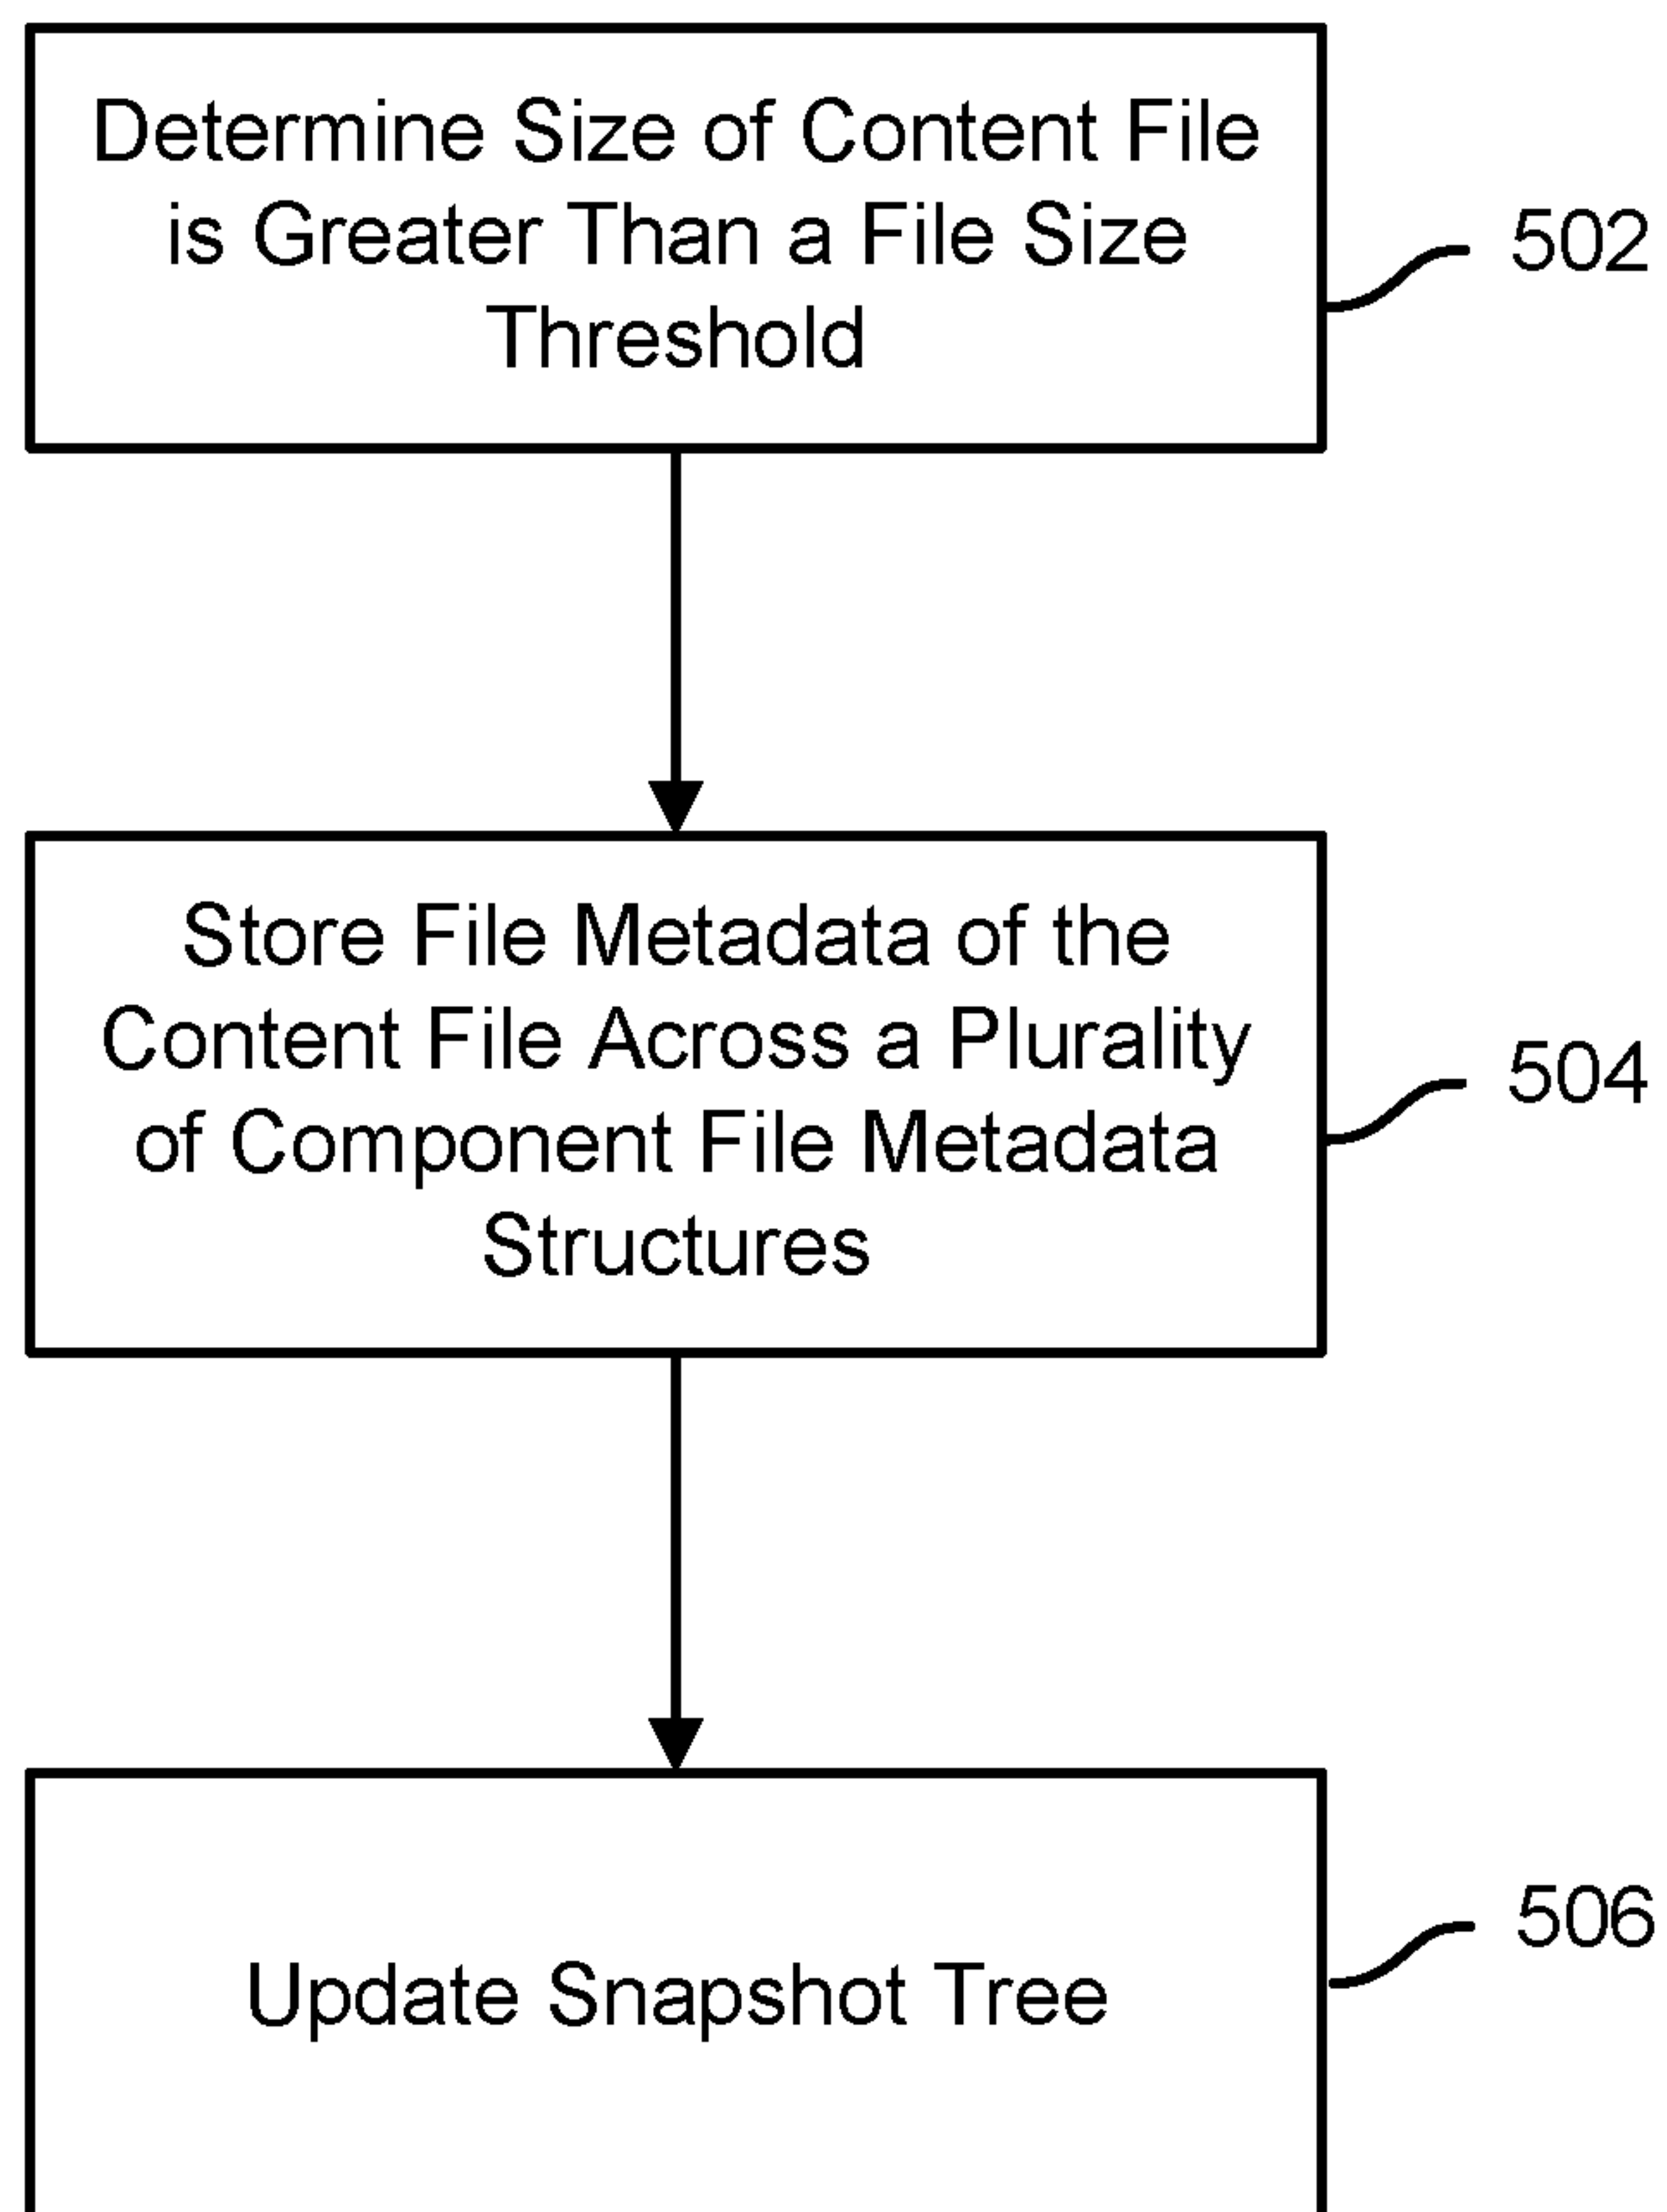 Determine Size of Content File
is Greater Than a File Size
Threshold
502
Store File Metadata of the
Content File Across a Plurality
of Component File Metadata
Structures
504
Update Snapshot Tree
506